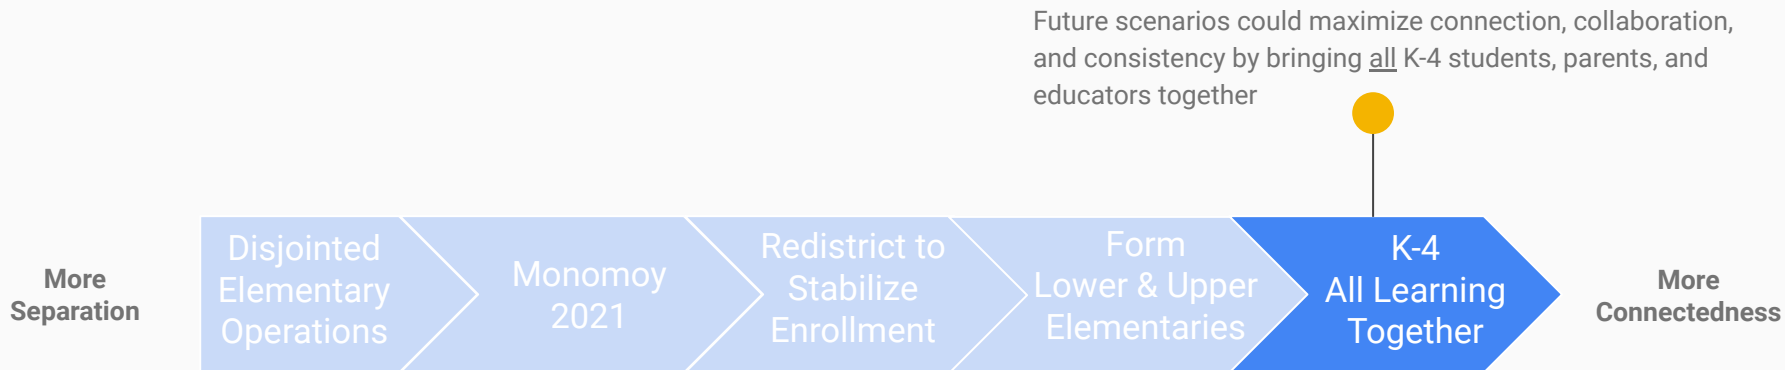 Future scenarios could maximize connection, collaboration,
and consistency by bringing all K-4 students, parents, and
educators together
More
Separation
Disjointed
Elementary
Operations
Monomoy
2021
Redistrict to
Stabilize
Enrollment
Form
Lower & Upper
Elementaries
K-4
All Learning
Together
More
Connectedness